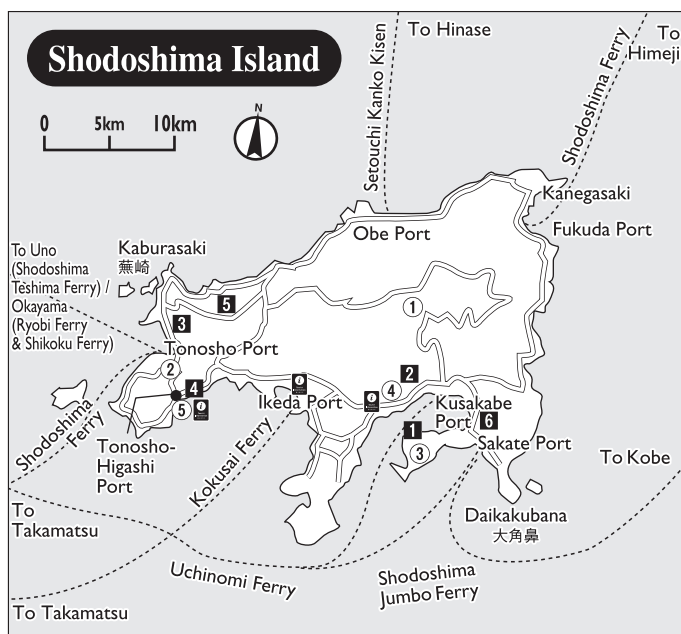 Shodoshima Island
0 5km 10km
N
To Hinase
To
Himeji
Setouchi Kanko Kisen
Shodoshima Ferry
Kanegasaki
Fukuda Port
Obe Port
To Uno
(Shodoshima
Teshima Ferry) /
Okayama
(Ryobi Ferry
& Shikoku Ferry)
Kaburasaki
蕪崎
5
1
3
Tonosho Port
2
4
5
i
Ikeda Port
i
i
4
2
Kusakabe
Port
1
3
6
Sakate Port
Shodoshima
Ferry
Tonosho-
Higashi
Port
Kokusai Ferry
To Kobe
Daikakubana
大角鼻
To
Takamatsu
Uchinomi Ferry
Shodoshima
Jumbo Ferry
To Takamatsu